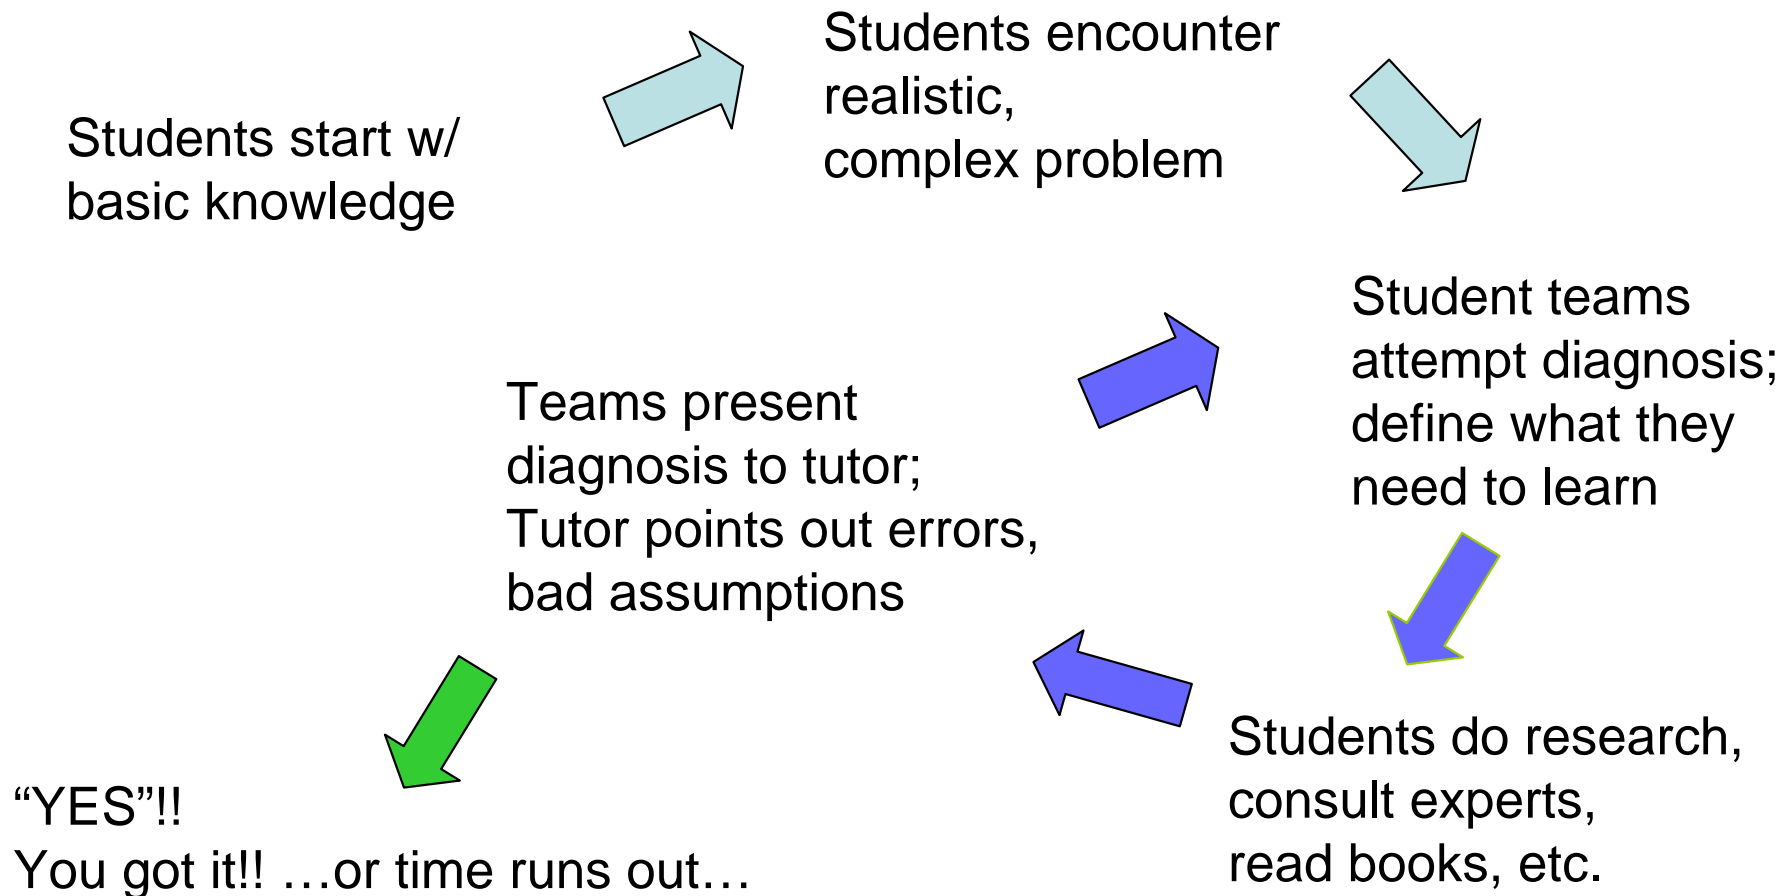 Students start w/
basic knowledge
Students encounter
realistic,
complex problem
Student teams
attempt diagnosis;
define what they
need to learn
Students do research,
consult experts,
read books, etc.
Teams present
diagnosis to tutor;
Tutor points out errors,
bad assumptions
“YES”!!
You got it!! …or time runs out…